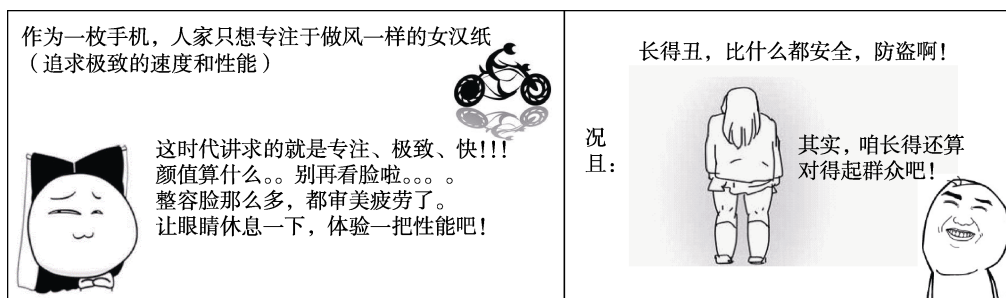 作为一枚手机，人家只想专注于做风一样的女汉纸
（追求极致的速度和性能）
这时代讲求的就是专注、极致、快!!!
颜值算什么。。别再看脸啦。。。。
整容脸那么多，都审美疲劳了。
让眼睛休息一下，体验一把性能吧!
长得丑，比什么都安全，防盗啊!
况
且：
其实，咱长得还算
对得起群众吧!